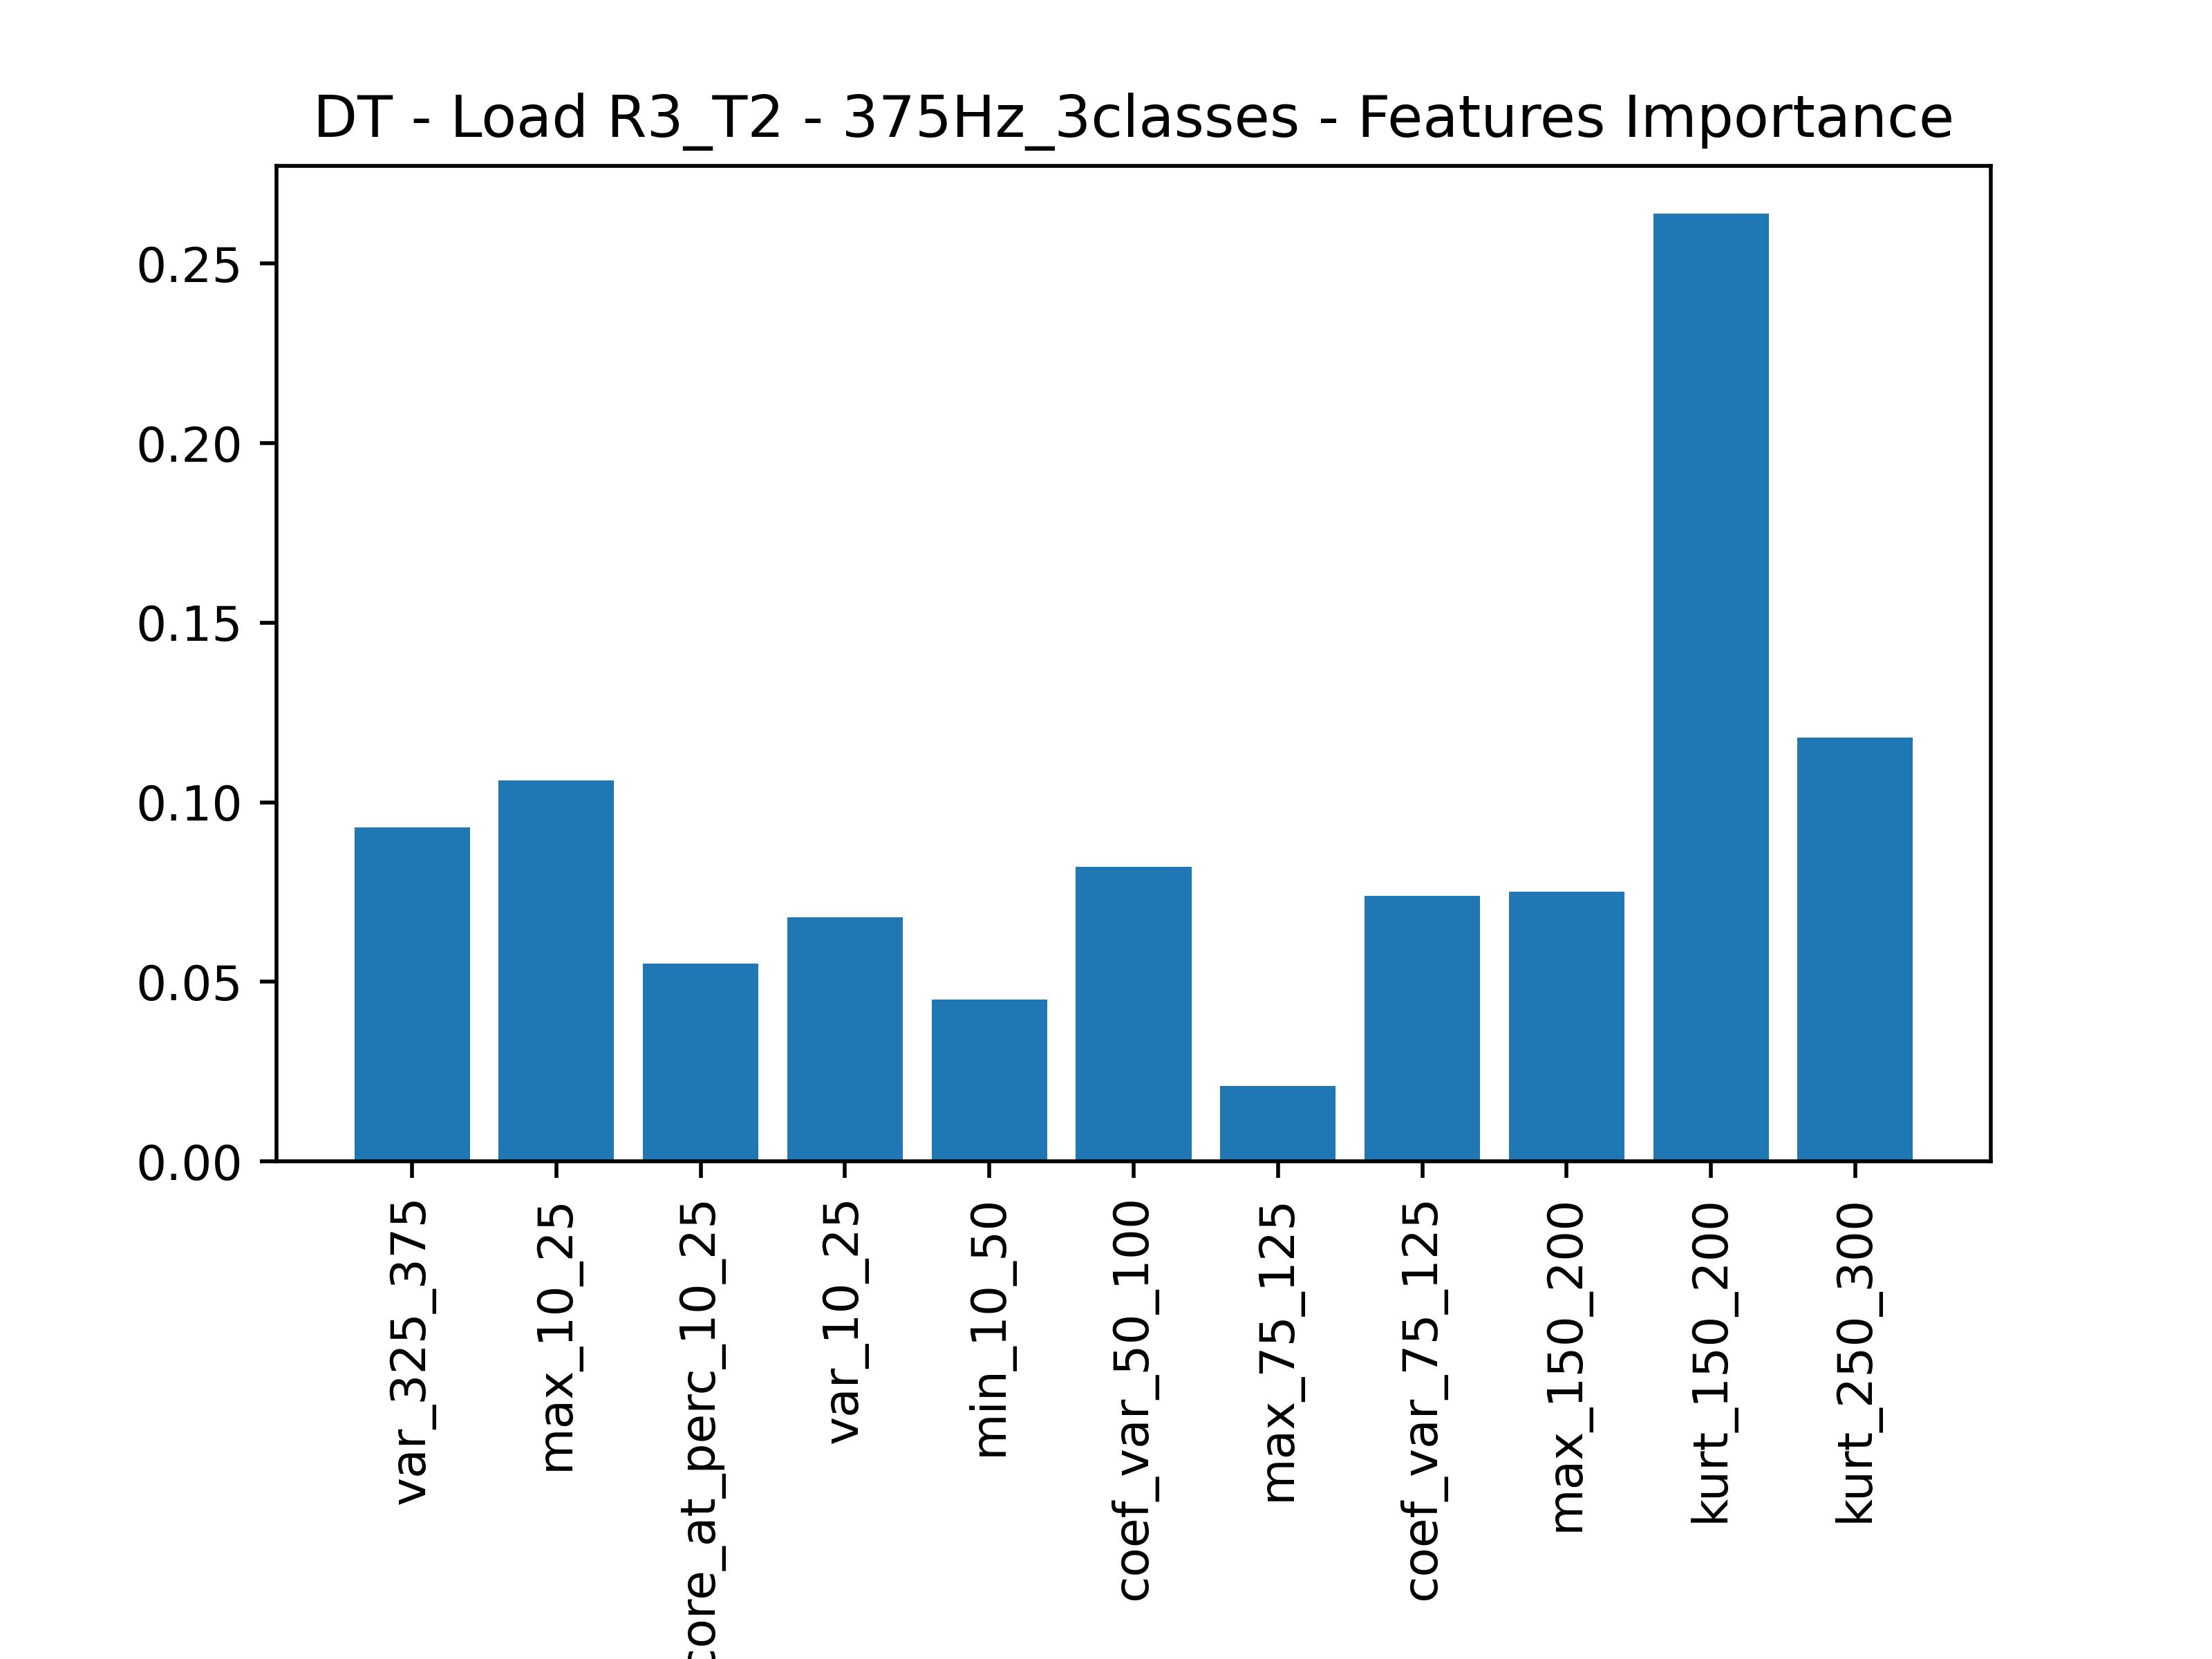 DT - Load R3_T2 - 375Hz_3classes - Features Importance
0.25
0.20
0.15
0.10
0.05
0.00
var_325_375
max_10_25
core_at_perc_10_25
var_10_25
min_10_50
coef_var_50_100
max_75_125
coef_var_75_125
max_150_200
kurt_150_200
kurt_250_300